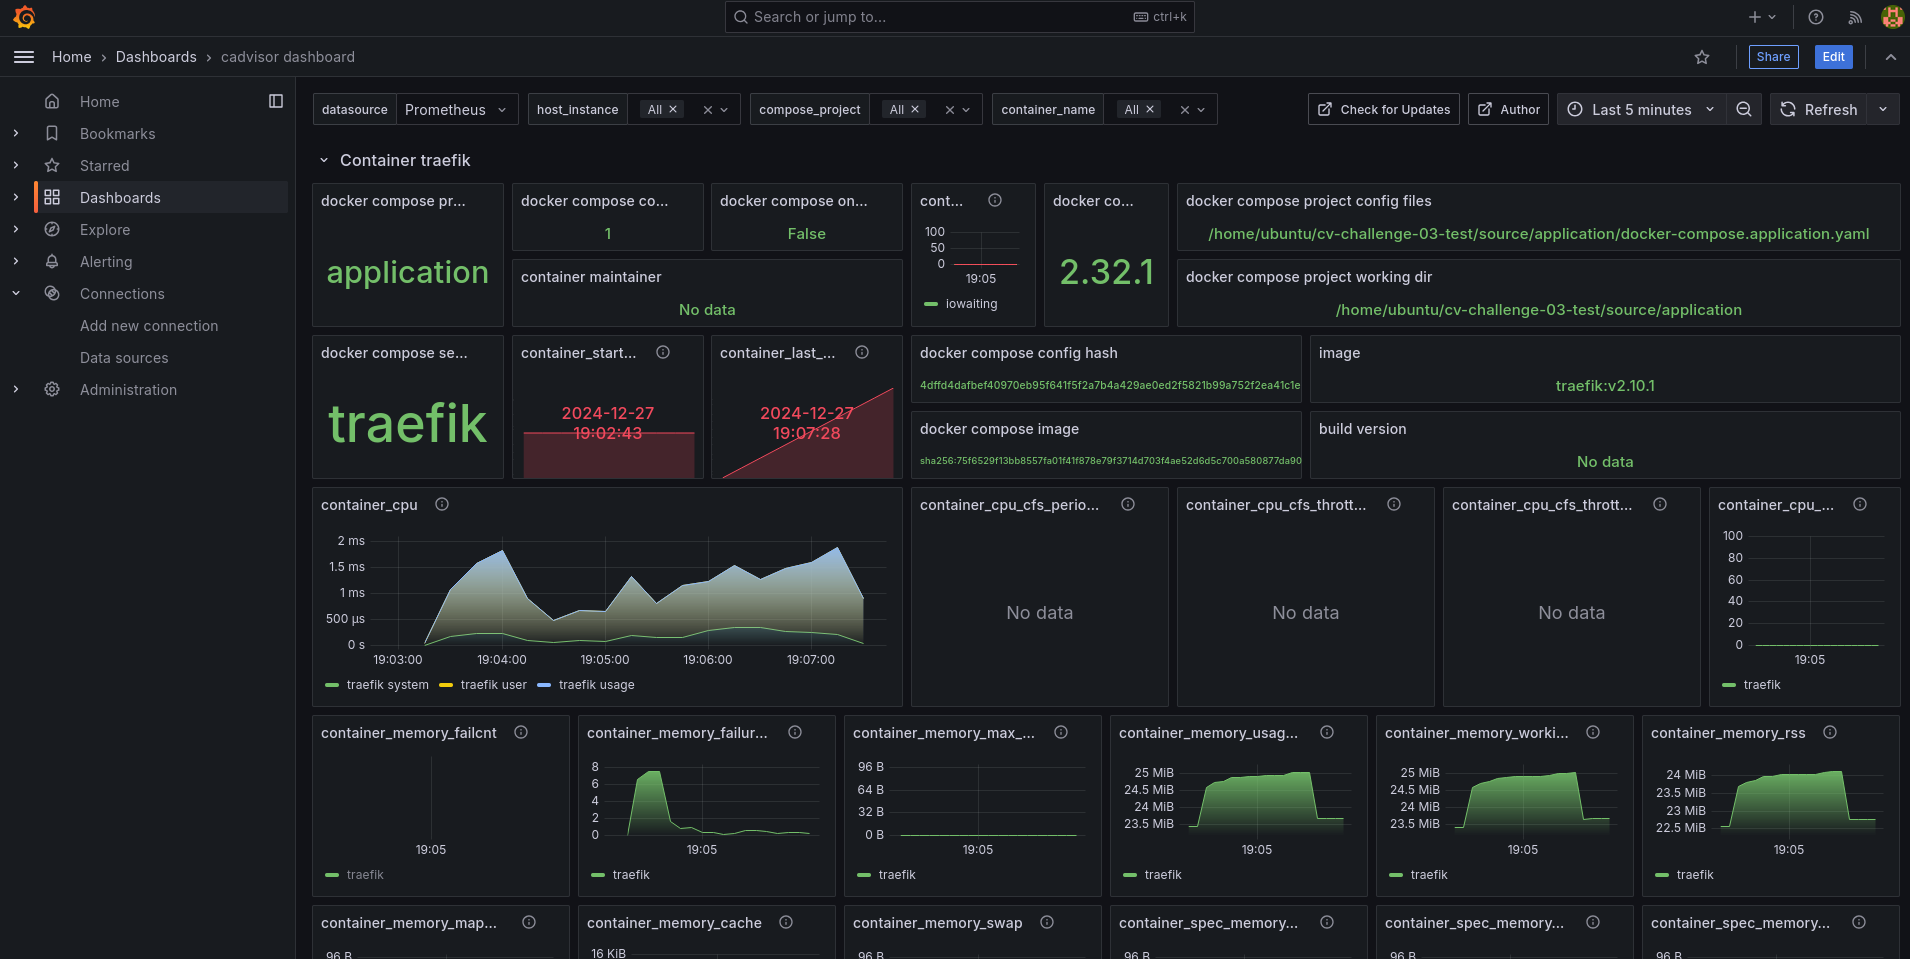 Search or jump to...
ctrl+k
Home › Dashboards › cadvisor dashboard
Share
Edit
Home
Bookmarks
Starred
Dashboards
Explore
Alerting
Connections
Add new connection
Data sources
Administration
datasource Prometheus
host_instance All
compose_project All
container_name All
Check for Updates
Author
Last 5 minutes
Refresh
Container traefik
docker compose pr...
application
docker compose co...
1
docker compose on...
False
container maintainer
No data
cont...
100
50
0
19:05
iowaiting
docker co...
2.32.1
docker compose project config files
/home/ubuntu/cv-challenge-03-test/source/application/docker-compose.application.yaml
docker compose project working dir
/home/ubuntu/cv-challenge-03-test/source/application
docker compose se...
traefik
container_start...
2024-12-27
19:02:43
container_last_...
2024-12-27
19:07:28
docker compose config hash
4dffd4dafbef40970eb95f641f5f2a7b4a429ae0ed2f5821b99a752f2ea41c1e
image
traefik:v2.10.1
docker compose image
sha256:75f6529f13bb8557fa01f41f878e79f3714d703f4ae52d6d5c700a580877da90
build version
No data
container_cpu
2 ms
1.5 ms
1 ms
500 µs
0 s
19:03:00 19:04:00 19:05:00 19:06:00 19:07:00
traefik system traefik user traefik usage
container_cpu_cfs_perio...
No data
container_cpu_cfs_thrott...
No data
container_cpu_cfs_thrott...
No data
container_cpu_...
100
80
60
40
20
0
19:05
traefik
container_memory_failcnt
19:05
traefik
container_memory_failur...
8
6
4
2
0
19:05
traefik
container_memory_max_...
96 B
64 B
32 B
0 B
19:05
traefik
container_memory_usag...
25 MiB
24.5 MiB
24 MiB
23.5 MiB
19:05
traefik
container_memory_worki...
25 MiB
24.5 MiB
24 MiB
23.5 MiB
19:05
traefik
container_memory_rss
24 MiB
23.5 MiB
23 MiB
22.5 MiB
19:05
traefik
container_memory_map...
96 B
container_memory_cache
16 KiB
container_memory_swap
96 B
container_spec_memory...
96 B
container_spec_memory...
96 B
container_spec_memory...
96 B